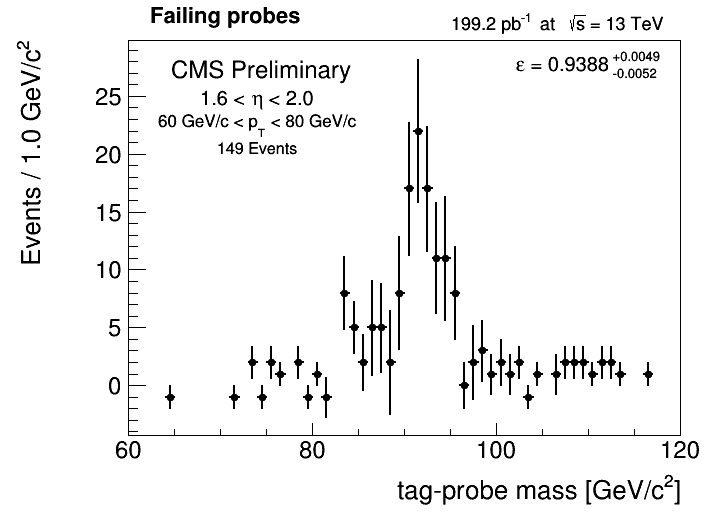 Failing probes
199.2 pb⁻¹ at √s = 13 TeV
CMS Preliminary
ε = 0.9388 +0.0049 -0.0052
1.6 < η < 2.0
60 GeV/c < p_T < 80 GeV/c
149 Events
Events / 1.0 GeV/c²
25
20
15
10
5
0
60 80 100 120
tag-probe mass [GeV/c²]